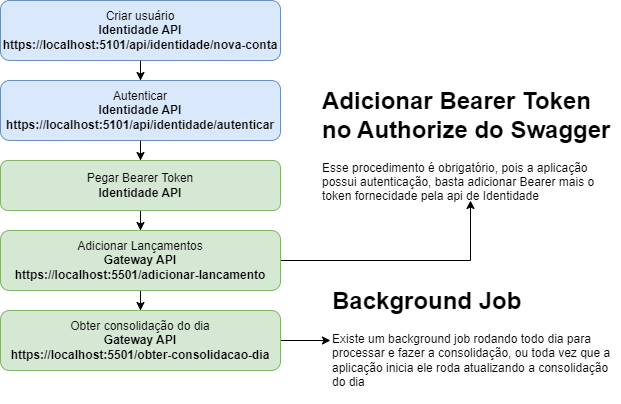 Criar usuário
Identidade API
https://localhost:5101/api/identidade/nova-conta
Autenticar
Identidade API
https://localhost:5101/api/identidade/autenticar
Pegar Bearer Token
Identidade API
Adicionar Lançamentos
Gateway API
https://localhost:5501/adicionar-lancamento
Obter consolidação do dia
Gateway API
https://localhost:5501/obter-consolidacao-dia
Adicionar Bearer Token
no Authorize do Swagger
Esse procedimento é obrigatório, pois a aplicação
possui autenticação, basta adicionar Bearer mais o
token fornecidade pela api de Identidade
Background Job
Existe um background job rodando todo dia para
processar e fazer a consolidação, ou toda vez que a
aplicação inicia ele roda atualizando a consolidação
do dia